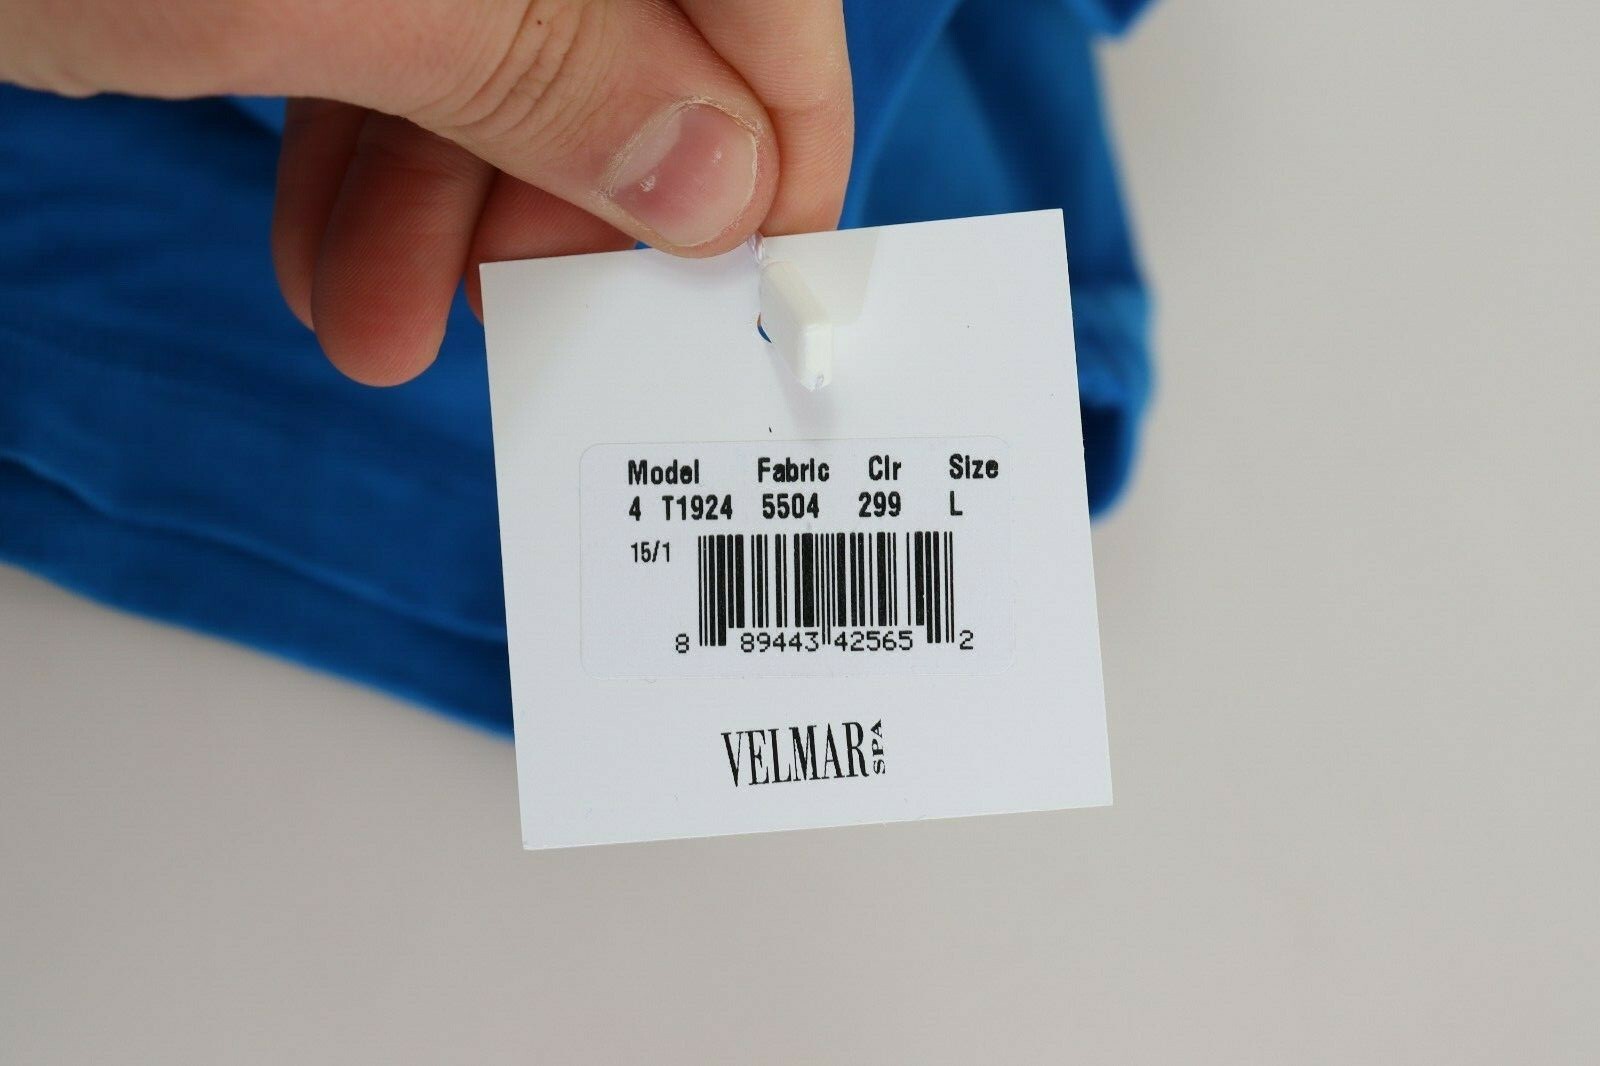 Model Fabric Clr Size
4 T1924 5504 299 L
15/1
8 89443 42565 2
VELMAR SPA